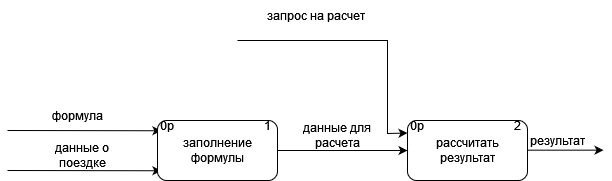 запрос на расчет
формула
0р 1
заполнение
формулы
данные о
поездке
данные для
расчета
0р 2
рассчитать
результат
результат